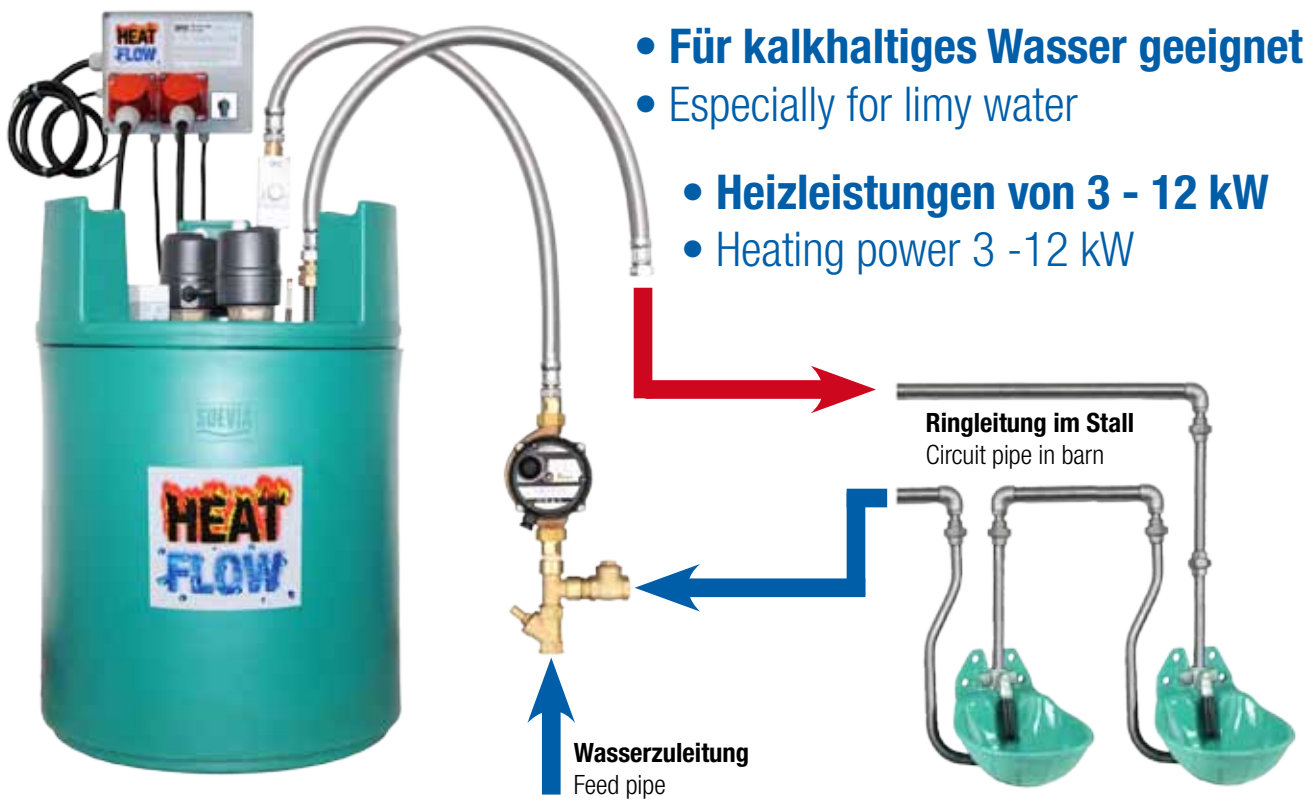 HEAT
FLOW
• Für kalkhaltiges Wasser geeignet
• Especially for limy water
• Heizleistungen von 3 - 12 kW
• Heating power 3 -12 kW
SUEVIA
HEAT
FLOW
Ringleitung im Stall
Circuit pipe in barn
Wasserzuleitung
Feed pipe